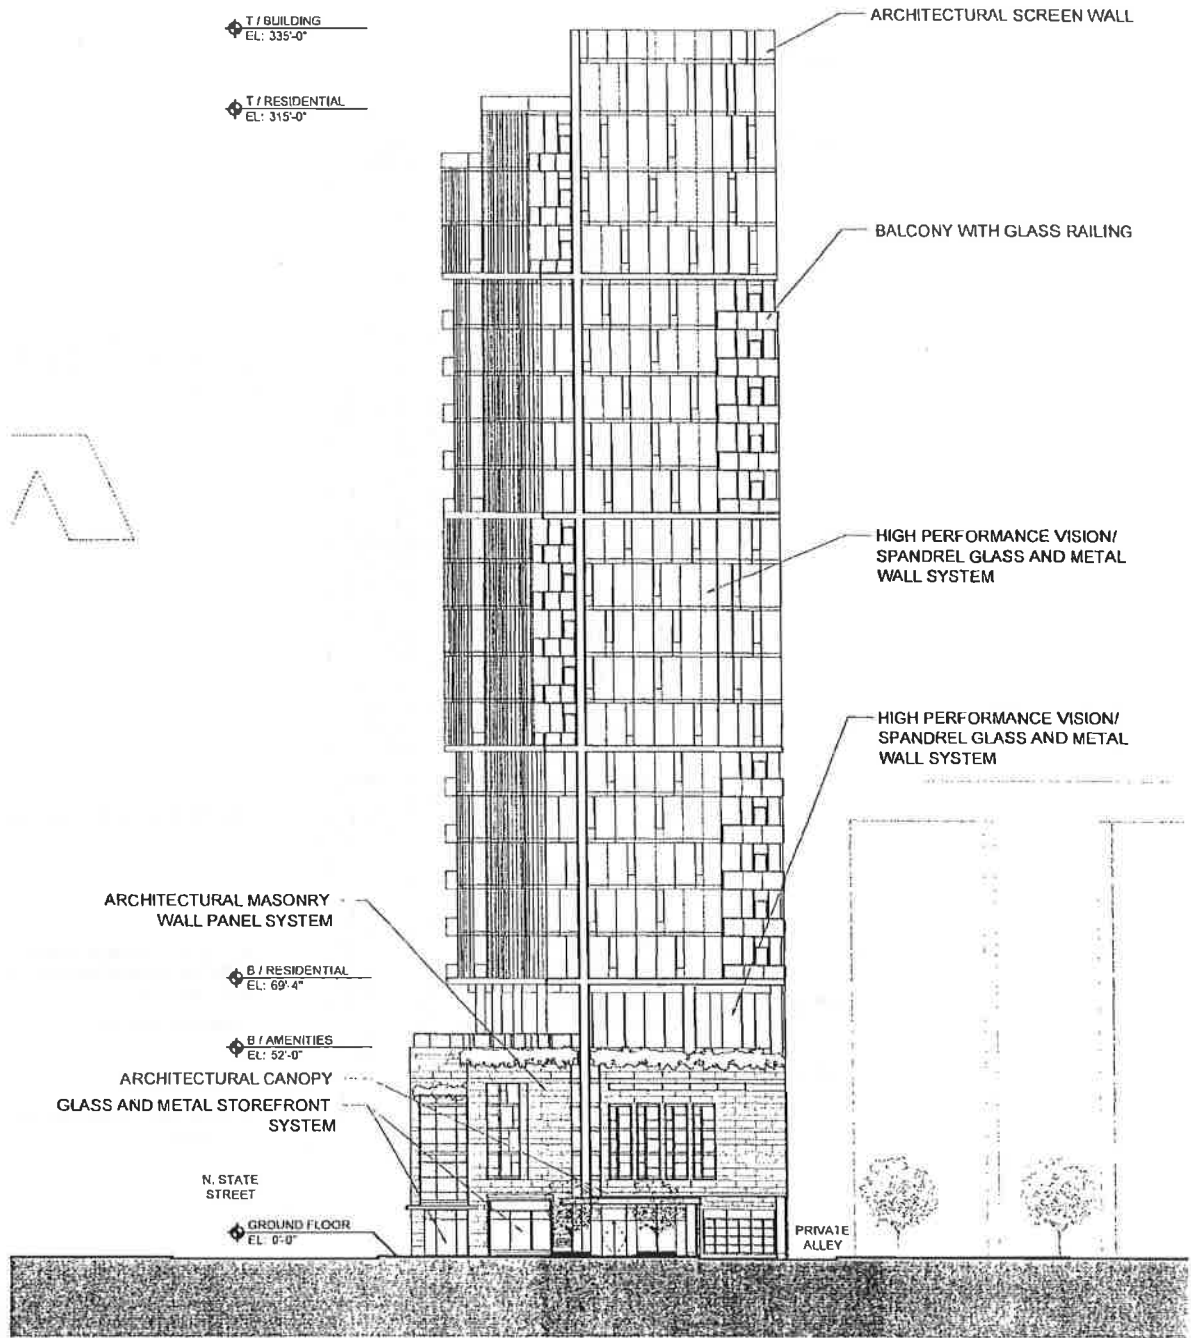 T / BUILDING
EL: 335'-0"
ARCHITECTURAL SCREEN WALL
T / RESIDENTIAL
EL: 315'-0"
BALCONY WITH GLASS RAILING
HIGH PERFORMANCE VISION/
SPANDREL GLASS AND METAL
WALL SYSTEM
HIGH PERFORMANCE VISION/
SPANDREL GLASS AND METAL
WALL SYSTEM
ARCHITECTURAL MASONRY
WALL PANEL SYSTEM
B / RESIDENTIAL
EL: 69'-4"
B / AMENITIES
EL: 52'-0"
ARCHITECTURAL CANOPY
GLASS AND METAL STOREFRONT
SYSTEM
N. STATE
STREET
GROUND FLOOR
EL: 0'-0"
PRIVATE
ALLEY